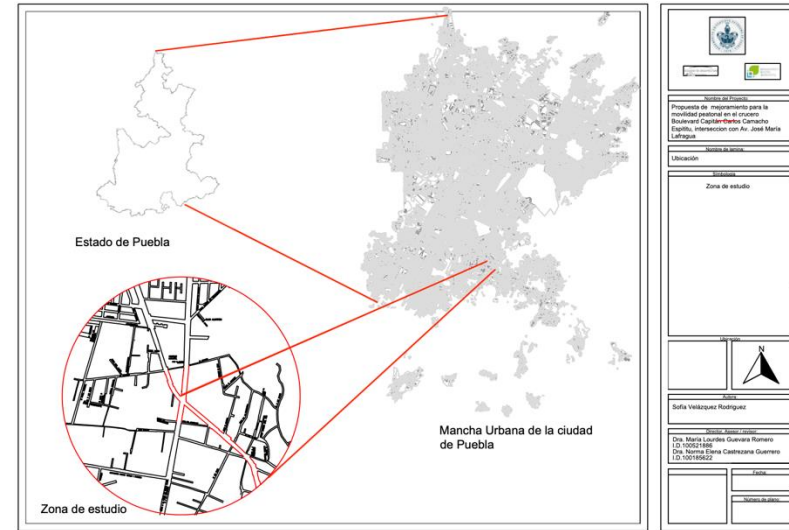 Estado de Puebla
Mancha Urbana de la ciudad
de Puebla
Zona de estudio
Nombre del Proyecto:
Propuesta de mejoramiento para la
movilidad peatonal en el crucero
Boulevard Capitán Carlos Camacho
Espititu, interseccion con Av. José María
Lafragua
Nombre de lamina:
Ubicación
Simbología:
Zona de estudio
Ubicación
N
Autora:
Sofía Velázquez Rodriguez
Director, Asesor / revisor:
Dra. María Lourdes Guevara Romero
I.D.100521886
Dra. Norma Elena Castrezana Guerrero
I.D.100185622
Fecha:
Número de plano: